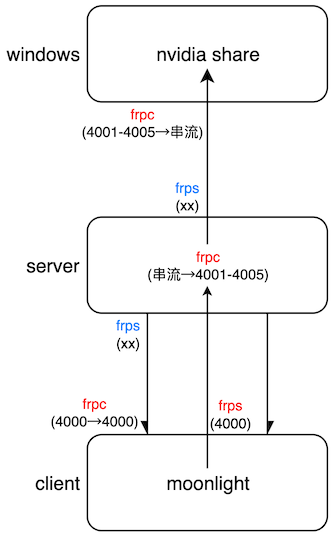 windows
nvidia share
frpc
(4001-4005→串流)
frps
(xx)
server
frpc
(串流→4001-4005)
frps
(xx)
frpc
(4000→4000)
frps
(4000)
client
moonlight